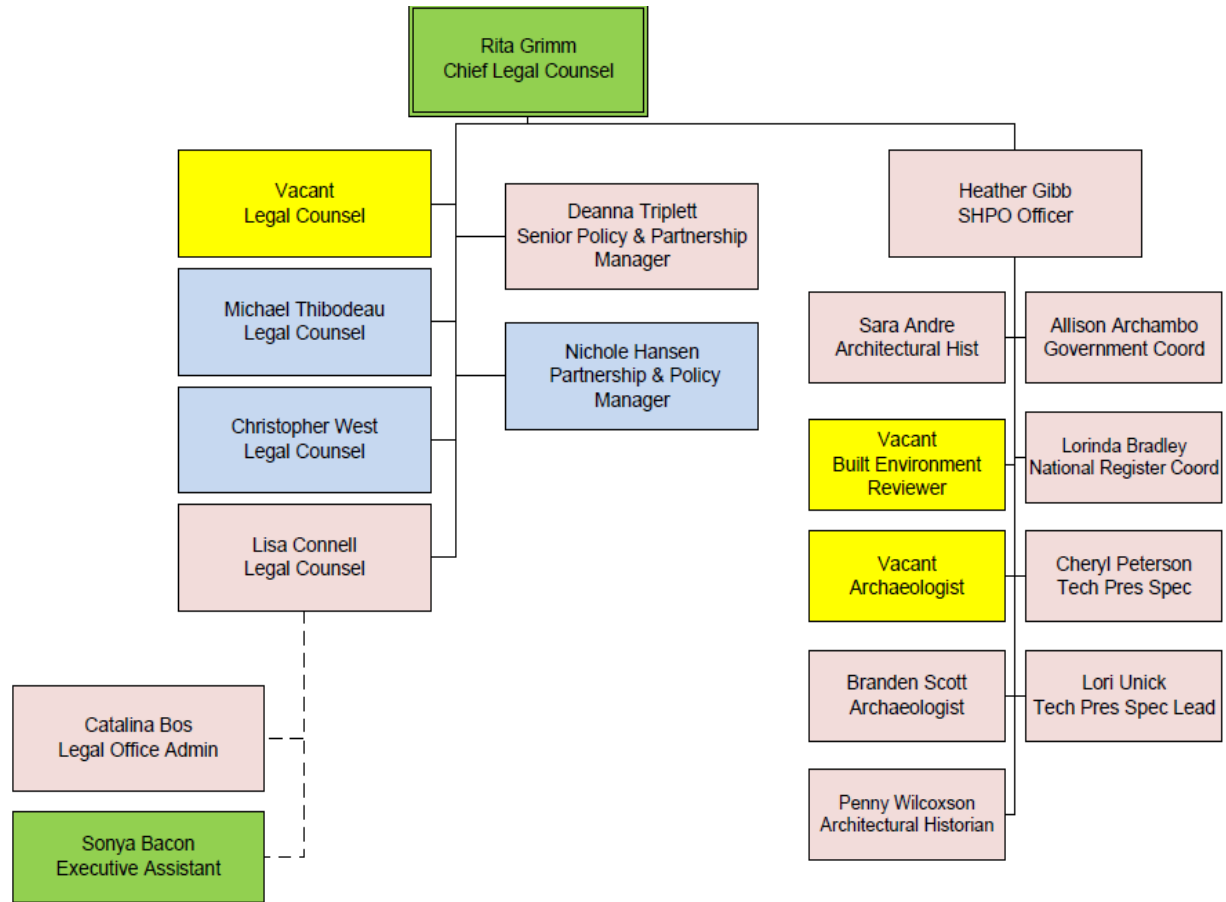 Rita Grimm
Chief Legal Counsel
Vacant
Legal Counsel
Deanna Triplett
Senior Policy & Partnership
Manager
Heather Gibb
SHPO Officer
Michael Thibodeau
Legal Counsel
Nichole Hansen
Partnership & Policy
Manager
Christopher West
Legal Counsel
Lisa Connell
Legal Counsel
Catalina Bos
Legal Office Admin
Sonya Bacon
Executive Assistant
Sara Andre
Architectural Hist
Allison Archambo
Government Coord
Vacant
Built Environment
Reviewer
Lorinda Bradley
National Register Coord
Vacant
Archaeologist
Cheryl Peterson
Tech Pres Spec
Branden Scott
Archaeologist
Lori Unick
Tech Pres Spec Lead
Penny Wilcoxson
Architectural Historian